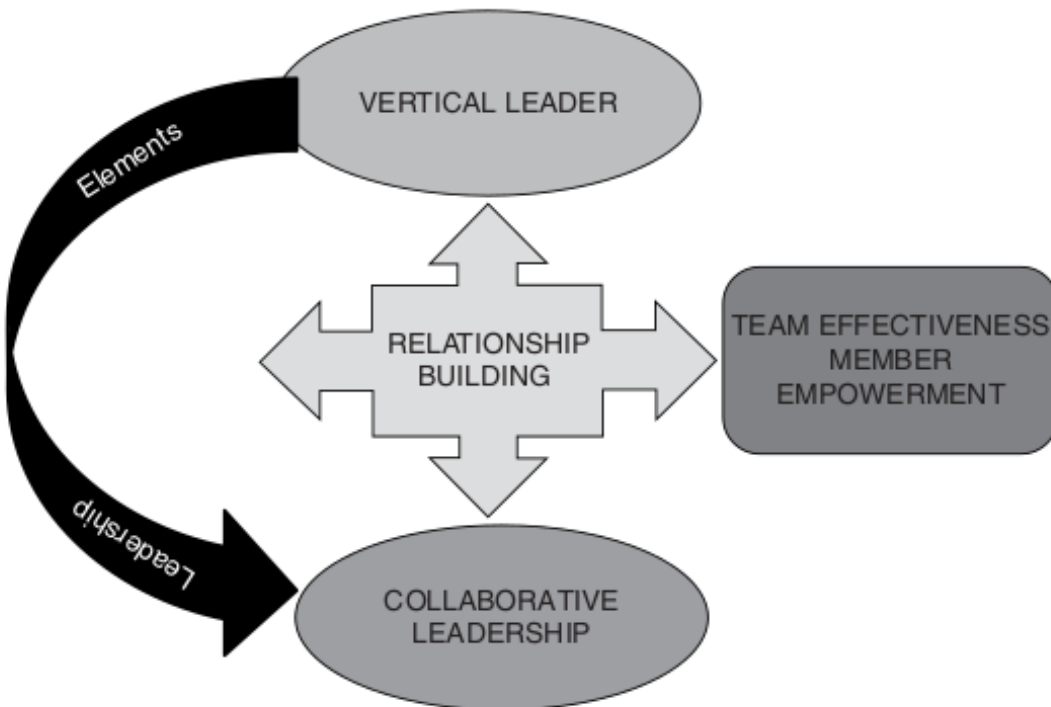 VERTICAL LEADER
Elements
RELATIONSHIP
BUILDING
TEAM EFFECTIVENESS
MEMBER
EMPOWERMENT
Leadership
COLLABORATIVE
LEADERSHIP